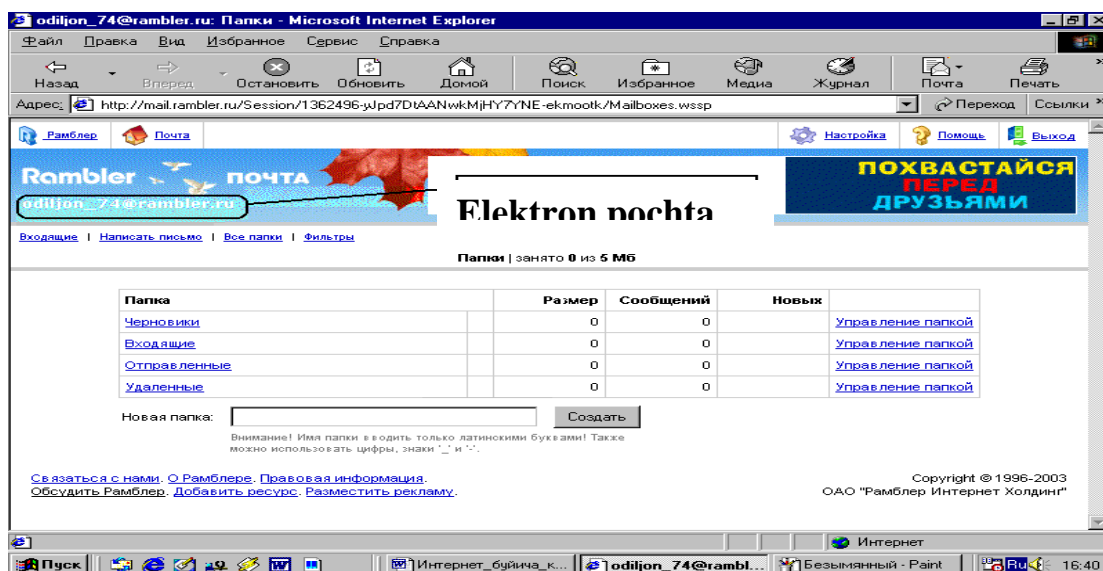 odiljon_74@rambler.ru: Папки - Microsoft Internet Explorer
Файл Правка Вид Избранное Сервис Справка
Назад Вперед Остановить Обновить Домой Поиск Избранное Медиа Журнал Почта Печать
Адрес: http://mail.rambler.ru/Session/1362496-yJpd7DtAANwkMjHY7YNE-ekmootk/Mailboxes.wssp Переход Ссылки
Рамблер Почта Настройка Помощь Выход
Rambler ПОЧТА
odiljon_74@rambler.ru
Elektron pochta
ПОХВАСТАЙСЯ
ПЕРЕД
ДРУЗЬЯМИ
Входящие | Написать письмо | Все папки | Фильтры
Папки | занято 0 из 5 Мб
Папка Размер Сообщений Новых
Черновики 0 0 Управление папкой
Входящие 0 0 Управление папкой
Отправленные 0 0 Управление папкой
Удаленные 0 0 Управление папкой
Новая папка: Создать
Внимание! Имя папки вводить только латинскими буквами! Также
можно использовать цифры, знаки '_' и '-'.
Связаться с нами. О Рамблере. Правовая информация.
Обсудить Рамблер. Добавить ресурс. Разместить рекламу.
Copyright © 1996-2003
ОАО "Рамблер Интернет Холдинг"
Интернет
Пуск Интернет_буйича_к... odiljon_74@rambl... Безымянный - Paint Ru 16:40